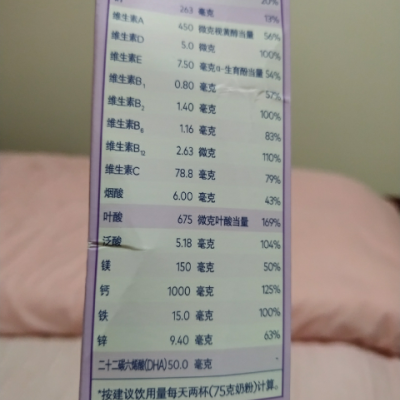 20%
263 毫克 13%
维生素A 450 微克视黄醇当量 56%
维生素D 5.0 微克 100%
维生素E 7.50 毫克α-生育酚当量 54%
维生素B1 0.80 毫克 57%
维生素B2 1.40 毫克 100%
维生素B6 1.16 毫克 83%
维生素B12 2.63 微克 110%
维生素C 78.8 毫克 79%
烟酸 6.00 毫克 43%
叶酸 675 微克叶酸当量 169%
泛酸 5.18 毫克 104%
镁 150 毫克 50%
钙 1000 毫克 125%
铁 15.0 毫克 100%
锌 9.40 毫克 63%
二十二碳六烯酸(DHA) 50.0 毫克 -
*按建议饮用量每天两杯(75克奶粉)计算。